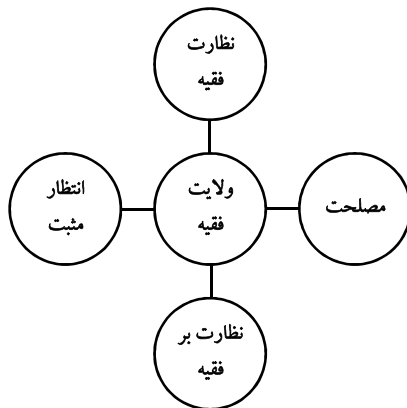 نظارت
فقیه
ولایت
فقیه
مصلحت
انتظار
مثبت
نظارت بر
فقیه